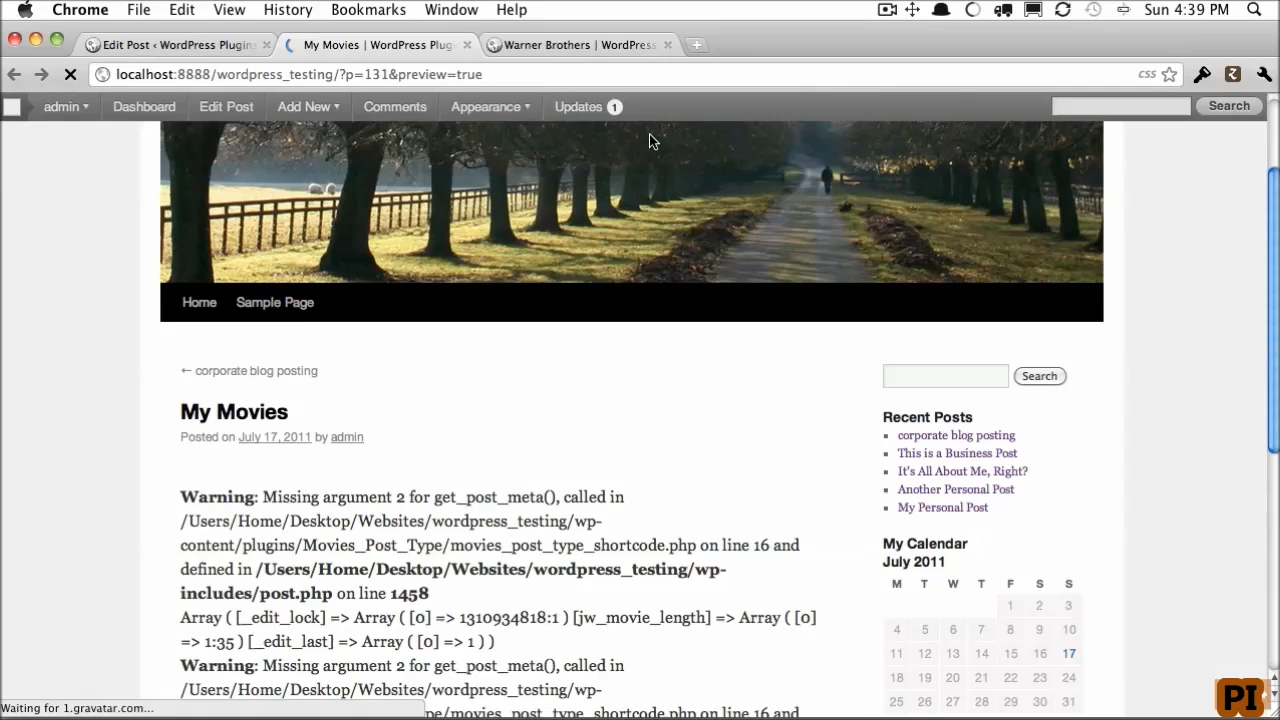 Chrome File Edit View History Bookmarks Window Help Sun 4:39 PM
Edit Post ‹ WordPress Plugin My Movies | WordPress Plug Warner Brothers | WordPress
localhost:8888/wordpress_testing/?p=131&preview=true CSS
admin Dashboard Edit Post Add New Comments Appearance Updates 1 Search
Home Sample Page
← corporate blog posting
My Movies
Posted on July 17, 2011 by admin
Warning: Missing argument 2 for get_post_meta(), called in
/Users/Home/Desktop/Websites/wordpress_testing/wp-
content/plugins/Movies_Post_Type/movies_post_type_shortcode.php on line 16 and
defined in /Users/Home/Desktop/Websites/wordpress_testing/wp-
includes/post.php on line 1458
Array ( [_edit_lock] => Array ( [0] => 1310934818:1 ) [jw_movie_length] => Array ( [0]
=> 1:35 ) [_edit_last] => Array ( [0] => 1 ) )
Warning: Missing argument 2 for get_post_meta(), called in
/Users/Home/Desktop/Websites/wordpress_testing/wp-
type/movies_post_type_shortcode.php on line 16 and
Search
Recent Posts
corporate blog posting
This is a Business Post
It's All About Me, Right?
Another Personal Post
My Personal Post
My Calendar
July 2011
M T W T F S S
1 2 3
4 5 6 7 8 9 10
11 12 13 14 15 16 17
18 19 20 21 22 23 24
25 26 27 28 29 30 31
Waiting for 1.gravatar.com...
PI